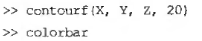 >> contourf(X, Y, Z, 20)
>> colorbar